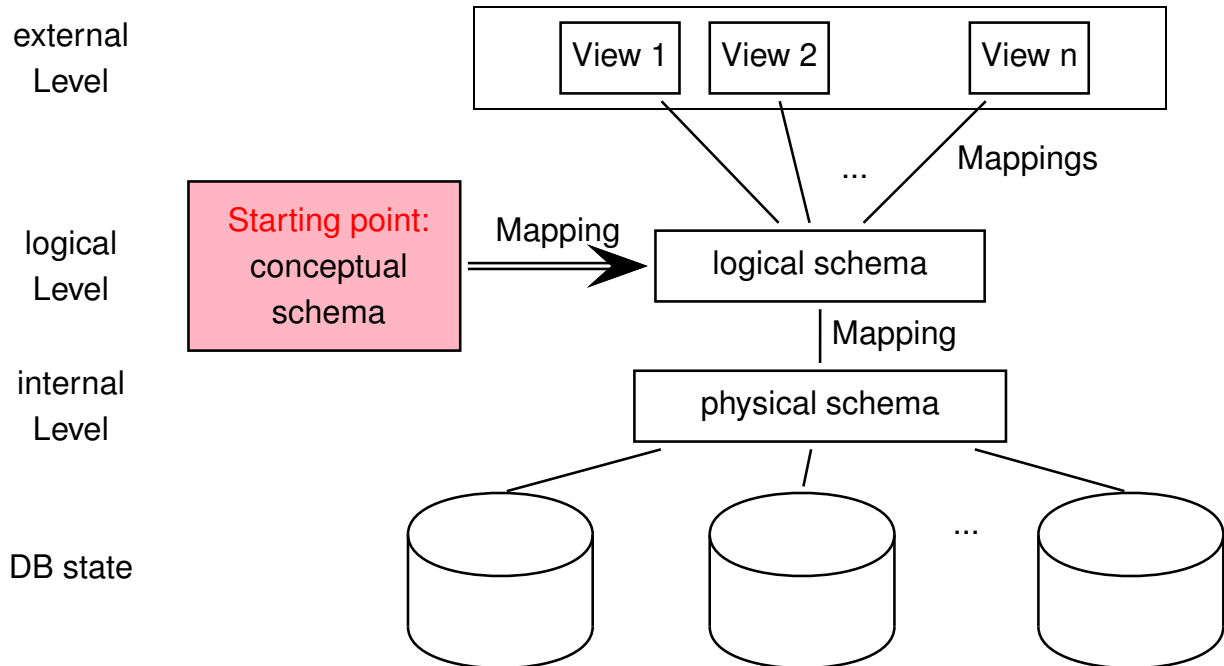 external
Level
View 1
View 2
View n
...
Mappings
logical
Level
Starting point:
conceptual
schema
Mapping
logical schema
Mapping
internal
Level
physical schema
DB state
...